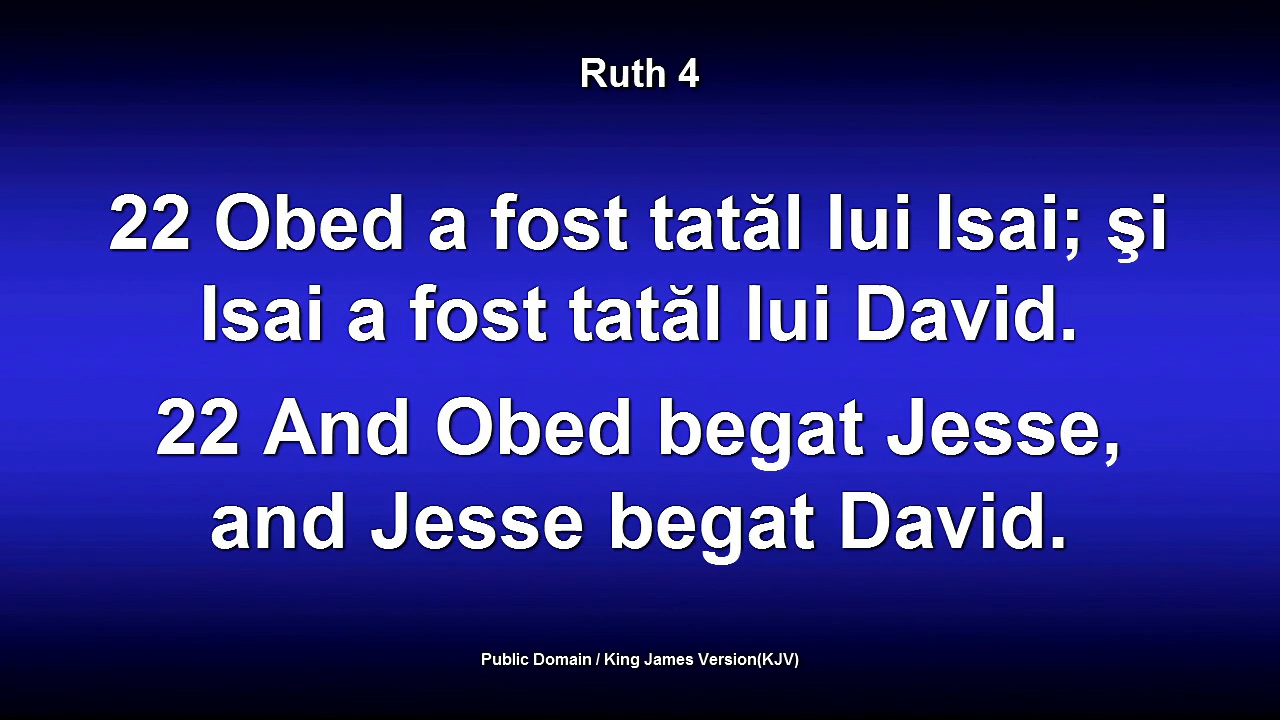 Ruth 4
22 Obed a fost tatăl lui Isai; şi
Isai a fost tatăl lui David.
22 And Obed begat Jesse,
and Jesse begat David.
Public Domain / King James Version(KJV)